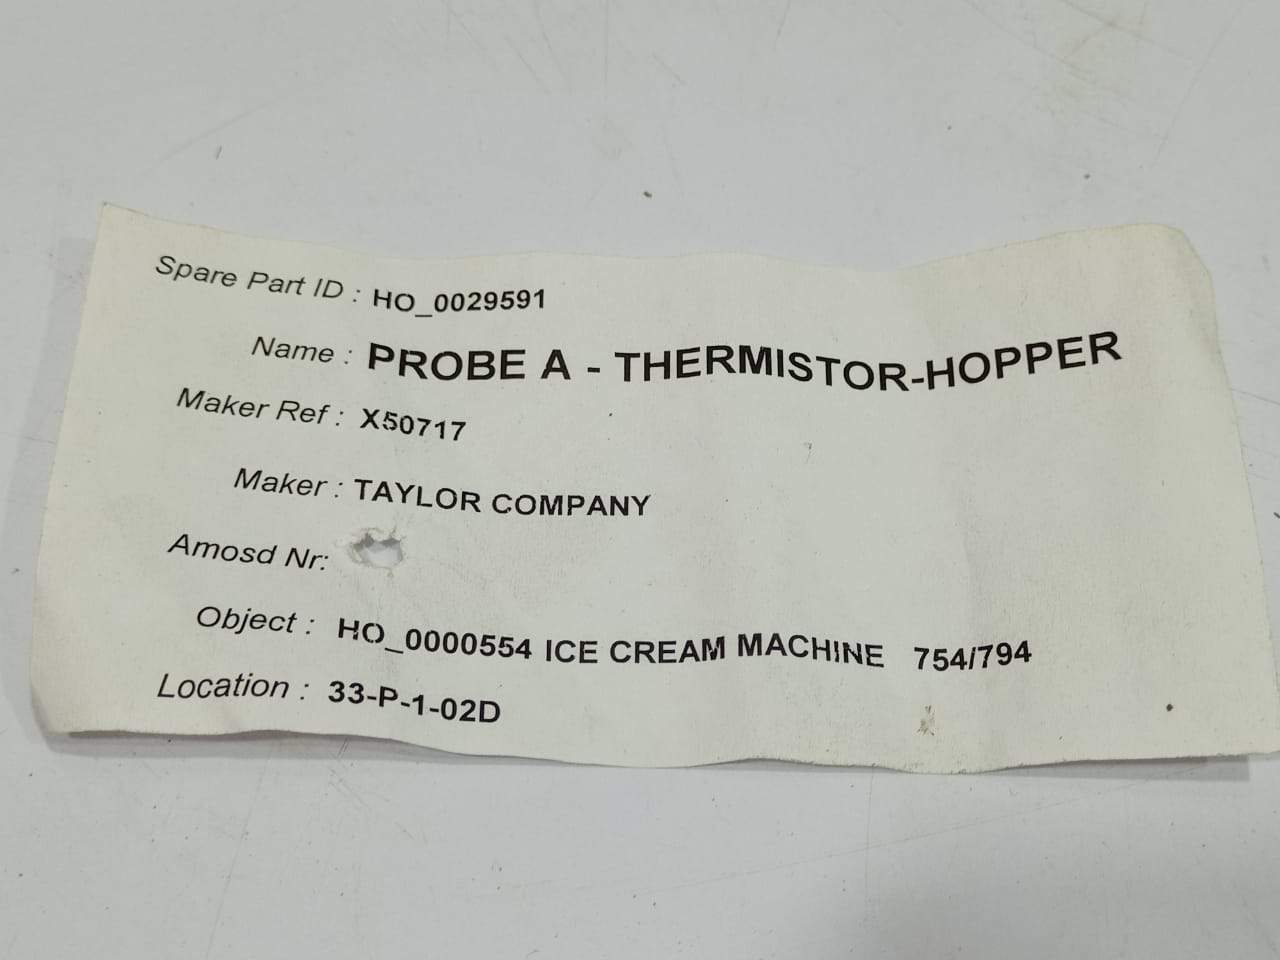 Spare Part ID : HO_0029591
Name : PROBE A - THERMISTOR-HOPPER
Maker Ref : X50717
Maker : TAYLOR COMPANY
Amosd Nr:
Object : HO_0000554 ICE CREAM MACHINE 754/794
Location : 33-P-1-02D